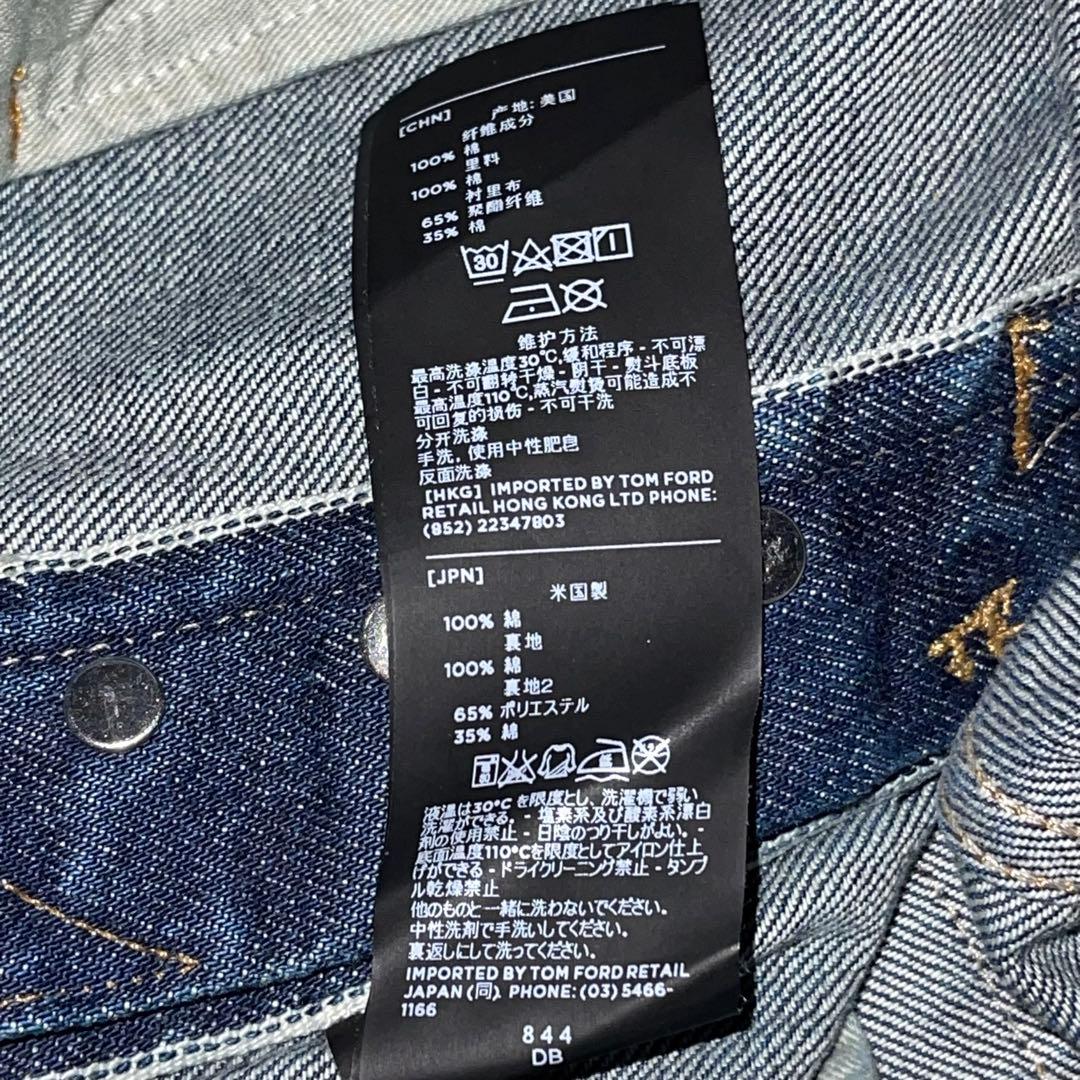 [CHN] 产地: 美国
纤维成分
100% 棉
里料
100% 棉
衬里布
65% 聚酯纤维
35% 棉
30
维护方法
最高洗涤温度30℃,缓和程序 - 不可漂
白 - 不可翻转干燥 - 阴干 - 熨斗底板
最高温度110℃,蒸汽熨烫可能造成不
可回复的损伤 - 不可干洗
分开洗涤
手洗, 使用中性肥皂
反面洗涤
[HKG] IMPORTED BY TOM FORD
RETAIL HONG KONG LTD PHONE:
(852) 22347803
[JPN]
米国製
100% 綿
裏地
100% 綿
裏地2
65% ポリエステル
35% 綿
液温は30°C を限度とし、洗濯機で弱い
洗濯ができる. - 塩素系及び酸素系漂白
剤の使用禁止 - 日陰のつり干しがよい. -
底面温度110°Cを限度としてアイロン仕上
げができる - ドライクリーニング禁止 - タンブ
ル乾燥禁止
他のものと一緒に洗わないでください。
中性洗剤で手洗いしてください。
裏返しにして洗ってください。
IMPORTED BY TOM FORD RETAIL
JAPAN (同). PHONE: (03) 5466-
1166
844
DB